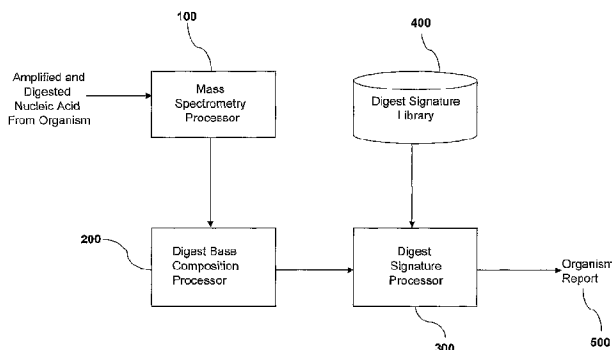 100
400
Amplified and
Digested
Nucleic Acid
From Organism
Mass
Spectrometry
Processor
Digest Signature
Library
200
Digest Base
Composition
Processor
Digest
Signature
Processor
Organism
Report
300
500